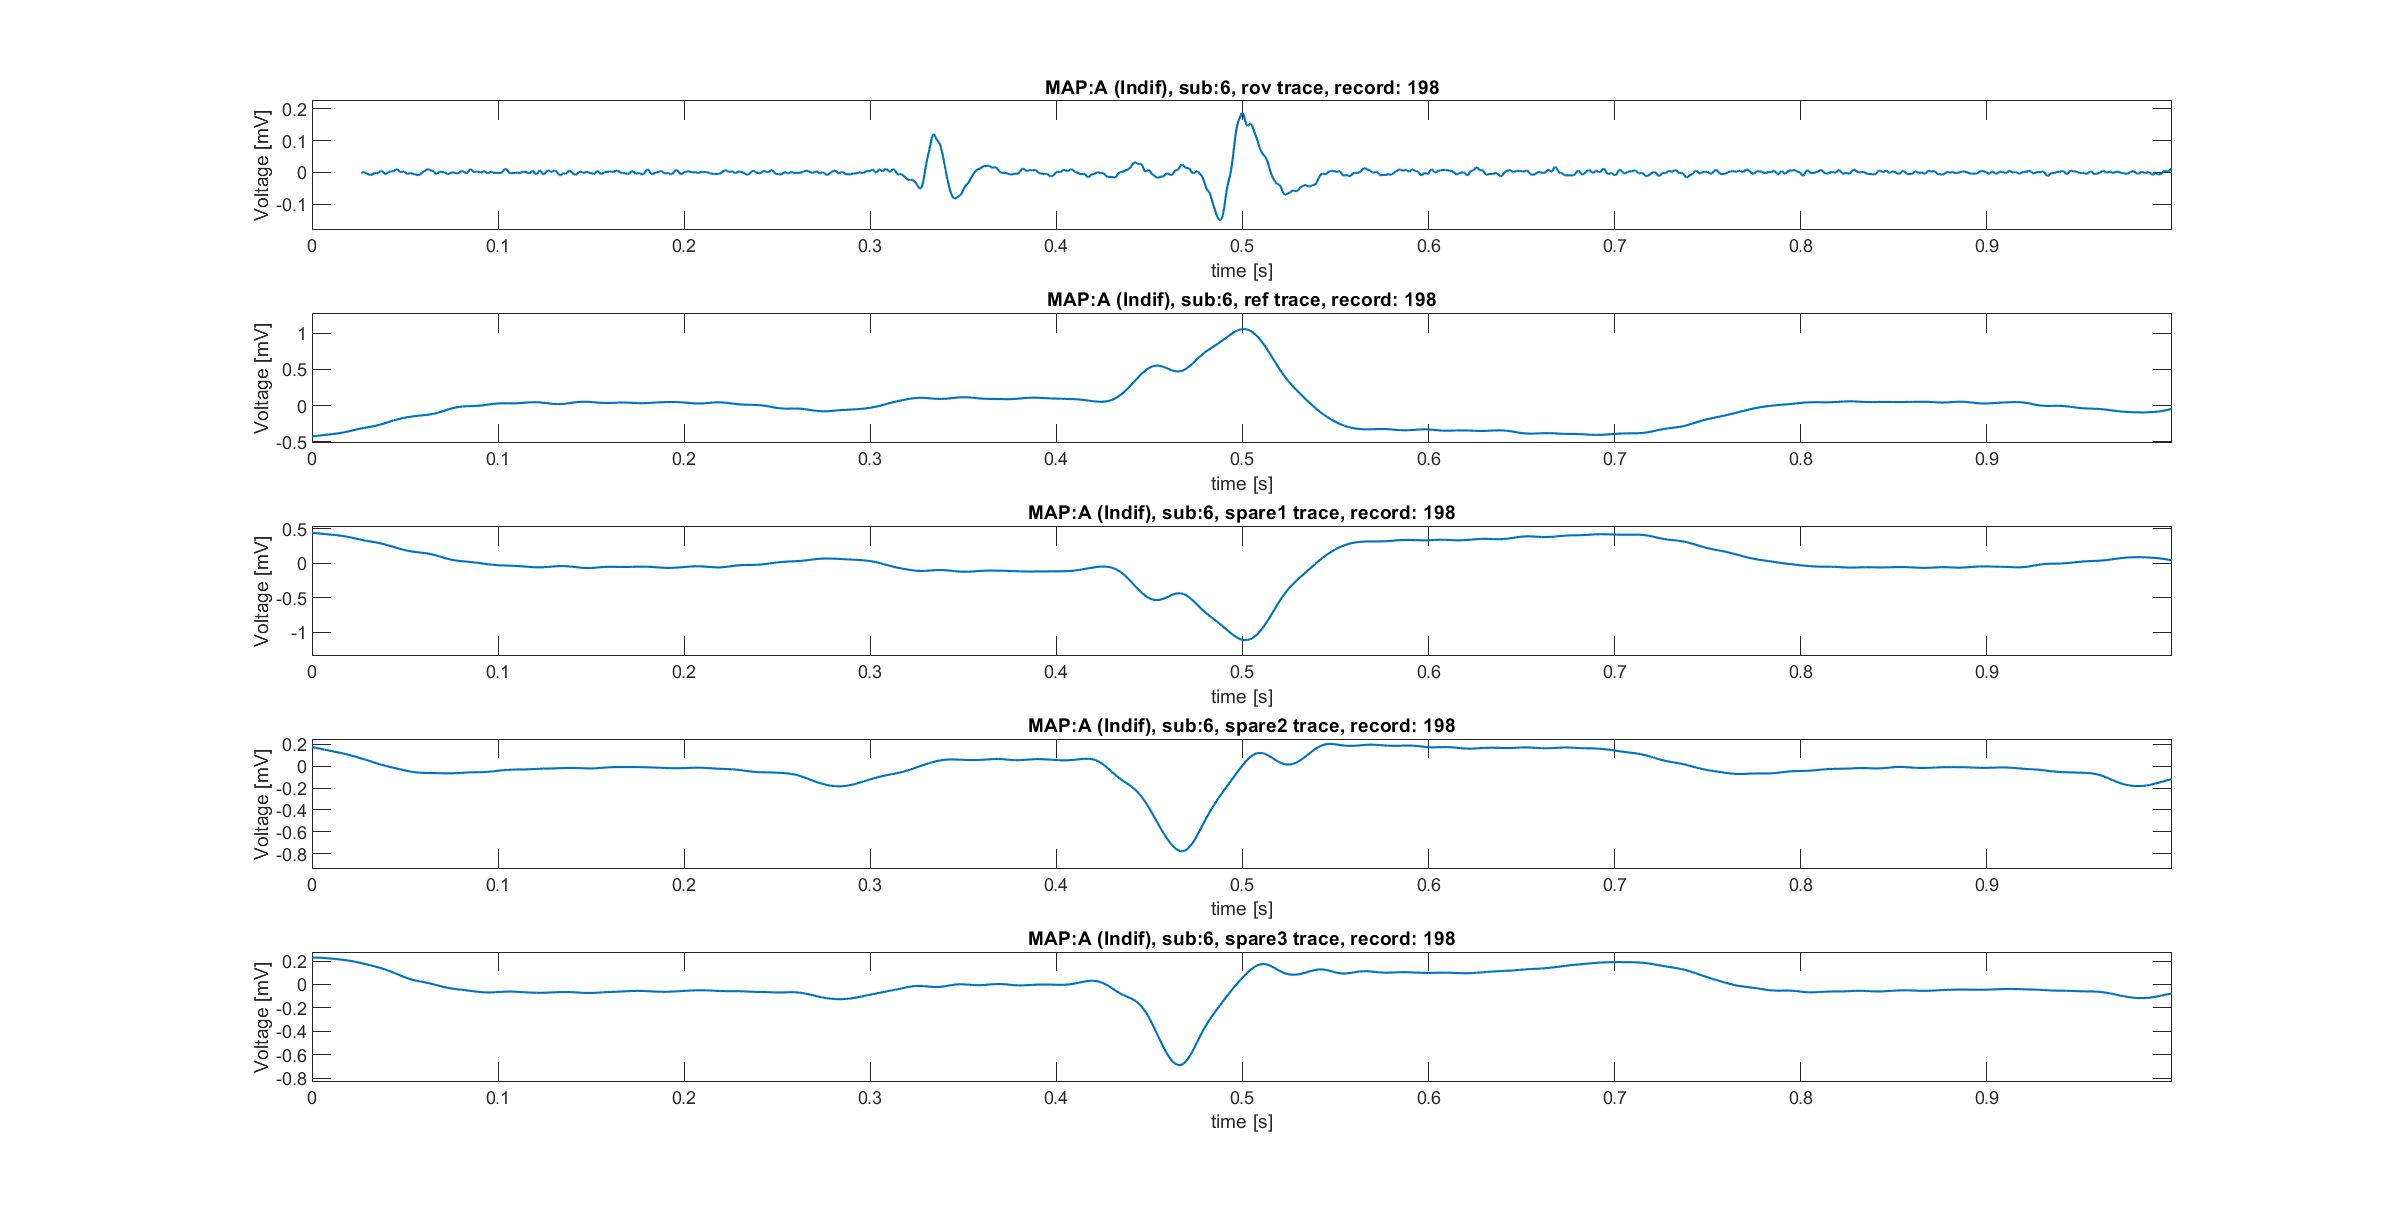 MAP:A (Indif), sub:6, rov trace, record: 198
Voltage [mV]
0.2
0.1
0
-0.1
0 0.1 0.2 0.3 0.4 0.5 0.6 0.7 0.8 0.9
time [s]
MAP:A (Indif), sub:6, ref trace, record: 198
Voltage [mV]
1
0.5
0
-0.5
0 0.1 0.2 0.3 0.4 0.5 0.6 0.7 0.8 0.9
time [s]
MAP:A (Indif), sub:6, spare1 trace, record: 198
Voltage [mV]
0.5
0
-0.5
-1
0 0.1 0.2 0.3 0.4 0.5 0.6 0.7 0.8 0.9
time [s]
MAP:A (Indif), sub:6, spare2 trace, record: 198
Voltage [mV]
0.2
0
-0.2
-0.4
-0.6
-0.8
0 0.1 0.2 0.3 0.4 0.5 0.6 0.7 0.8 0.9
time [s]
MAP:A (Indif), sub:6, spare3 trace, record: 198
Voltage [mV]
0.2
0
-0.2
-0.4
-0.6
-0.8
0 0.1 0.2 0.3 0.4 0.5 0.6 0.7 0.8 0.9
time [s]